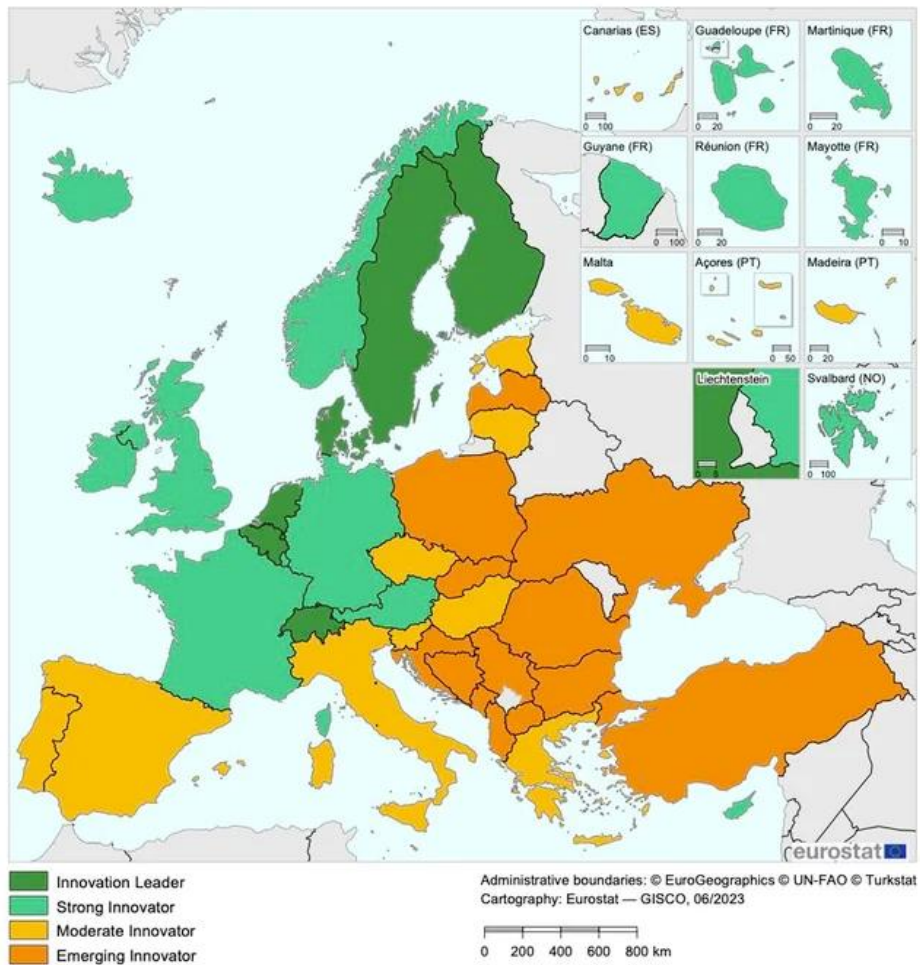 Canarias (ES)
0 100
Guadeloupe (FR)
0 20
Martinique (FR)
0 20
Guyane (FR)
0 100
Réunion (FR)
0 20
Mayotte (FR)
0 10
Malta
0 10
Açores (PT)
0 50
Madeira (PT)
0 20
Liechtenstein
0 5
Svalbard (NO)
0 100
eurostat
Innovation Leader
Strong Innovator
Moderate Innovator
Emerging Innovator
Administrative boundaries: © EuroGeographics © UN-FAO © Turkstat
Cartography: Eurostat — GISCO, 06/2023
0 200 400 600 800 km